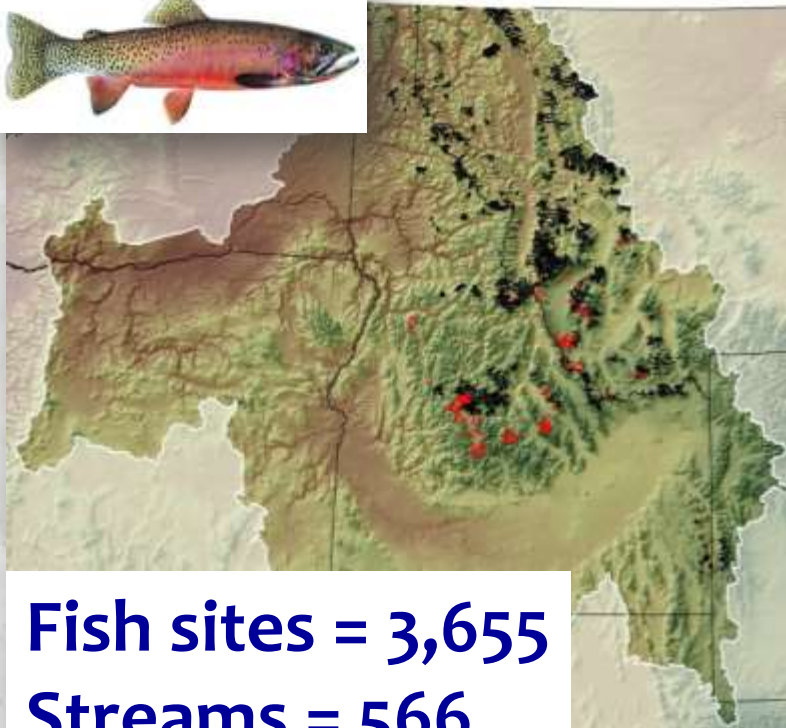 Fish sites = 3,655
Streams = 566